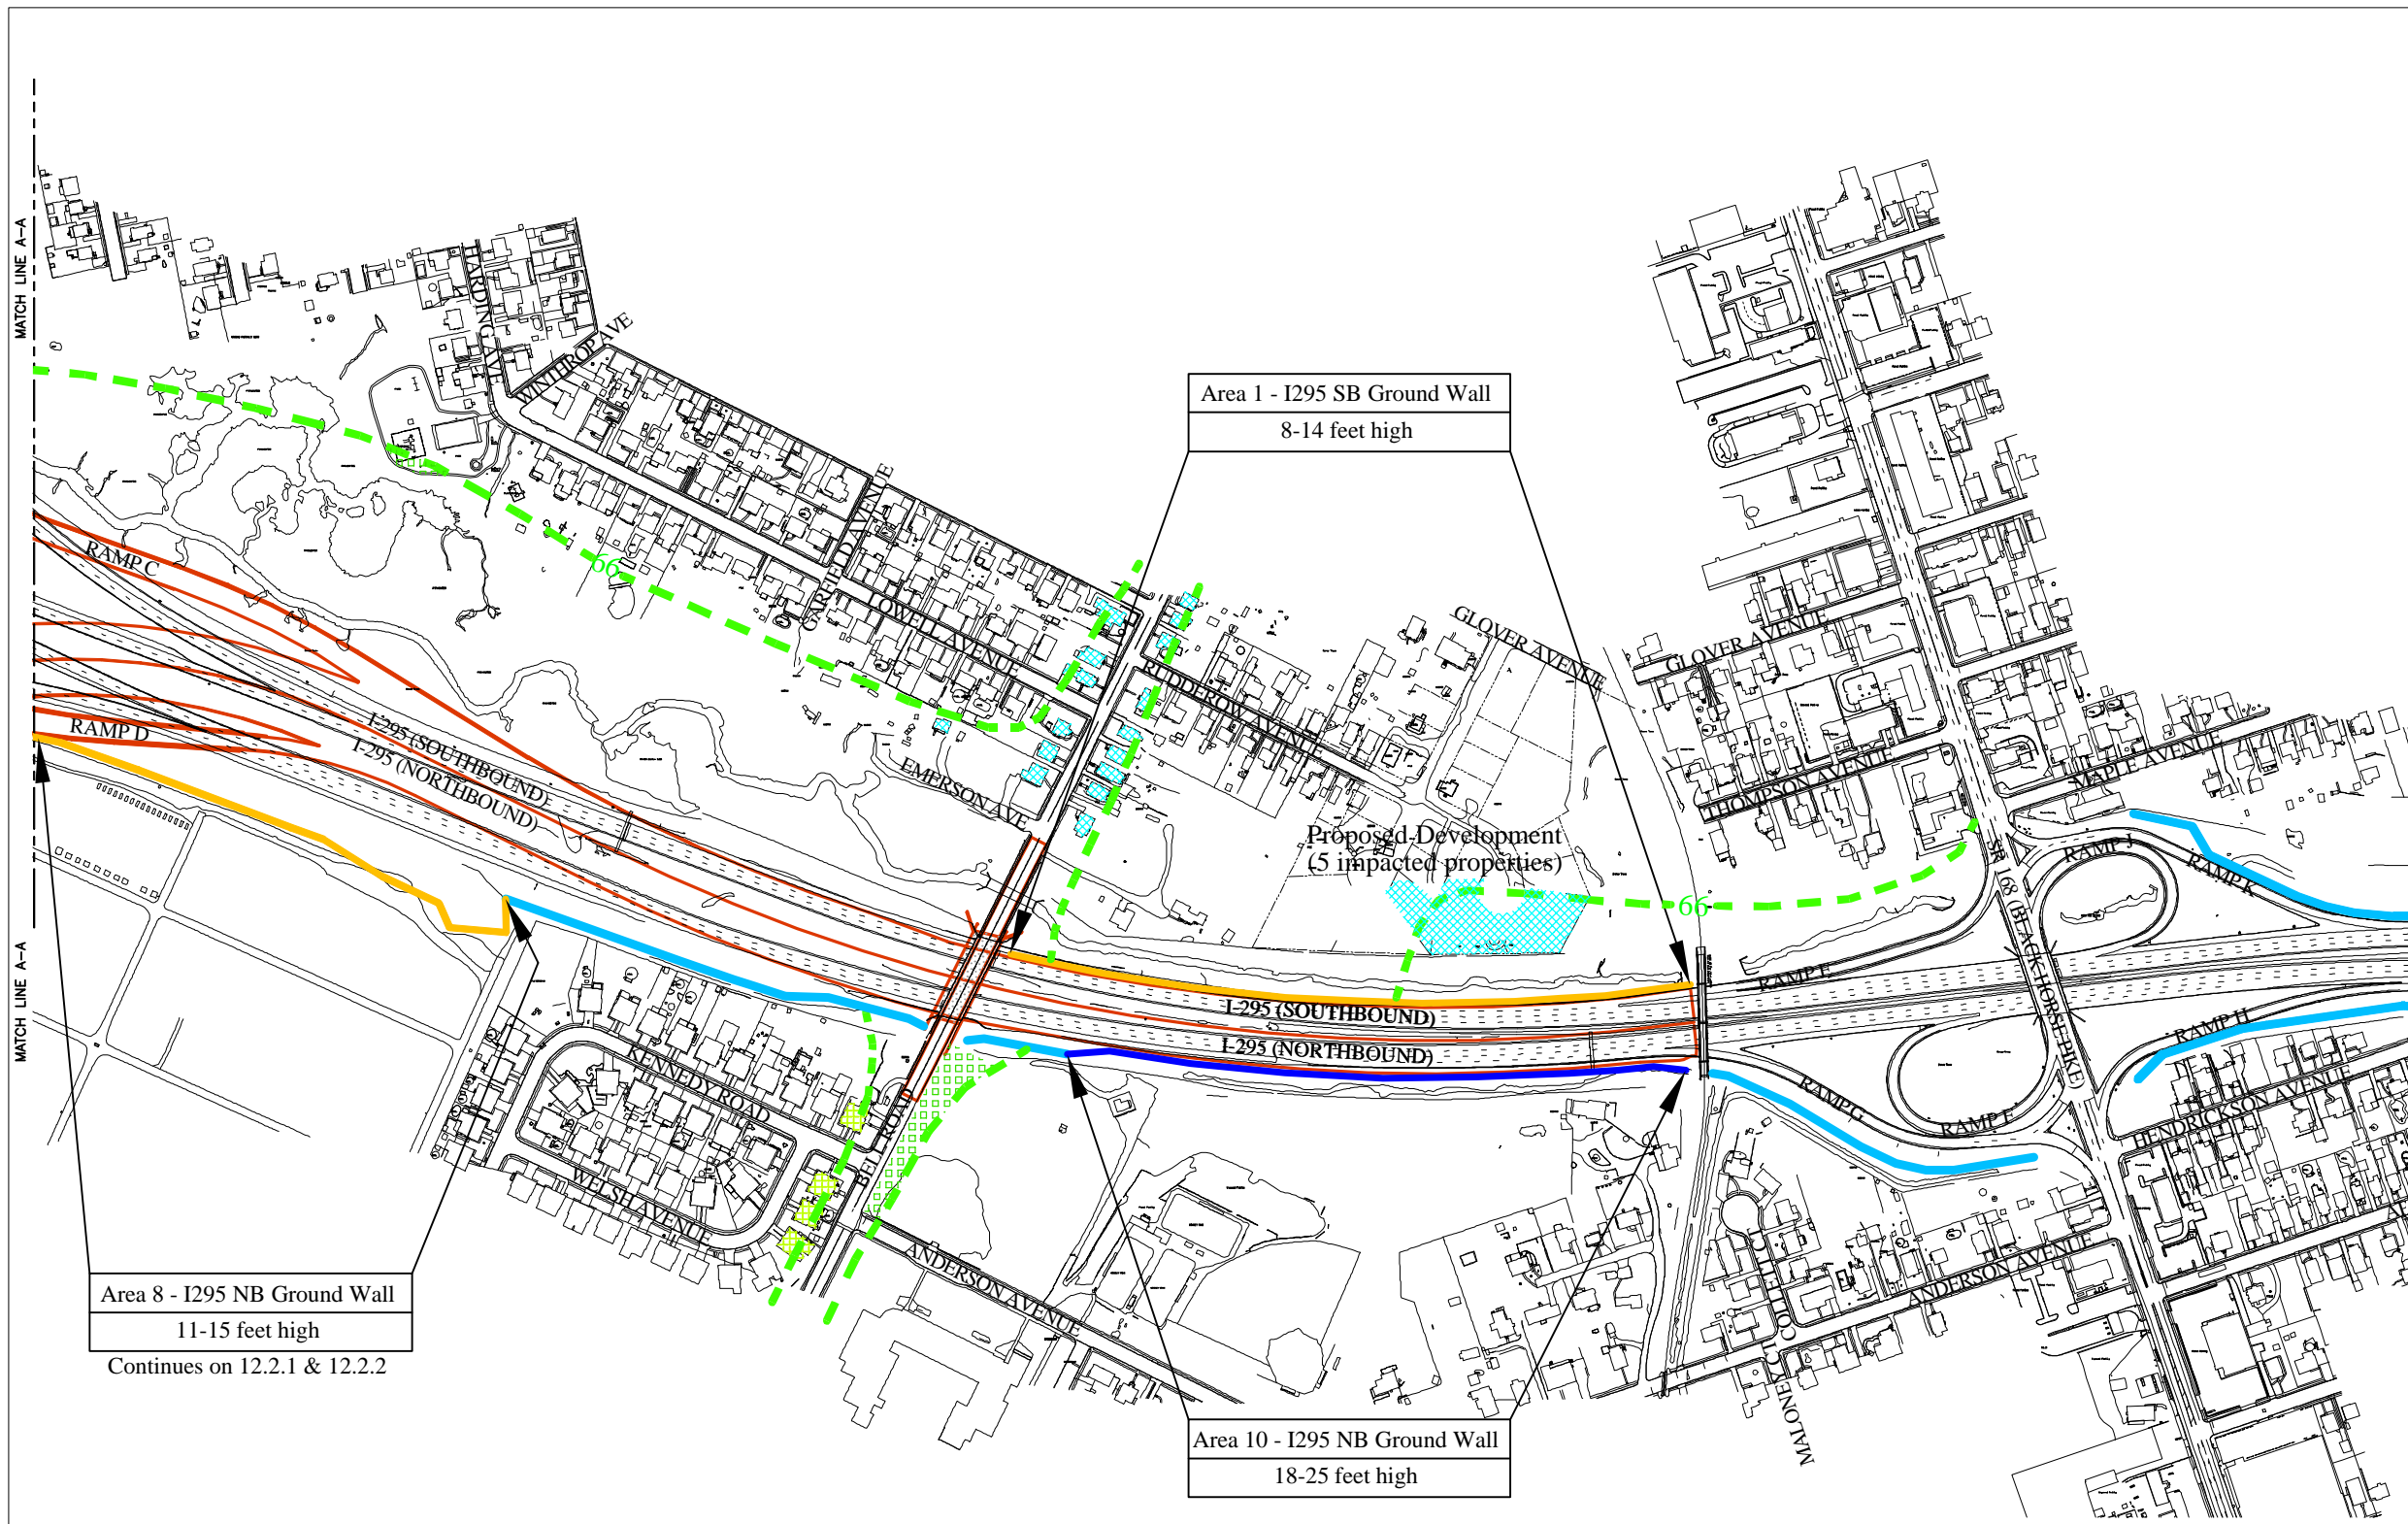 MATCH LINE A-A
HARDING AVE
WINTHROP AVE
Area 1 - I295 SB Ground Wall
8-14 feet high
GARFIELD AVENUE
66
RAMP C
LOWELL AVENUE
GLOVER AVENUE
GLOVER AVENUE
RUDDEROW AVENUE
RAMP D
I-295 (SOUTHBOUND)
I-295 (NORTHBOUND)
EMERSON AVE
THOMPSON AVENUE
MAPLE AVENUE
Proposed Development
(5 impacted properties)
RAMP J
RAMP K
SR 168 (BLACK HORSE PIKE)
66
MATCH LINE A-A
RAMP E
I-295 (SOUTHBOUND)
I-295 (NORTHBOUND)
RAMP H
KENNEDY ROAD
BELL ROAD
RAMP G
RAMP F
HENDRICKSON AVENUE
WELSH AVENUE
ANDERSON AVENUE
ANDERSON AVENUE
MALONEY COLLETTI CT
Area 8 - I295 NB Ground Wall
11-15 feet high
Continues on 12.2.1 & 12.2.2
Area 10 - I295 NB Ground Wall
18-25 feet high